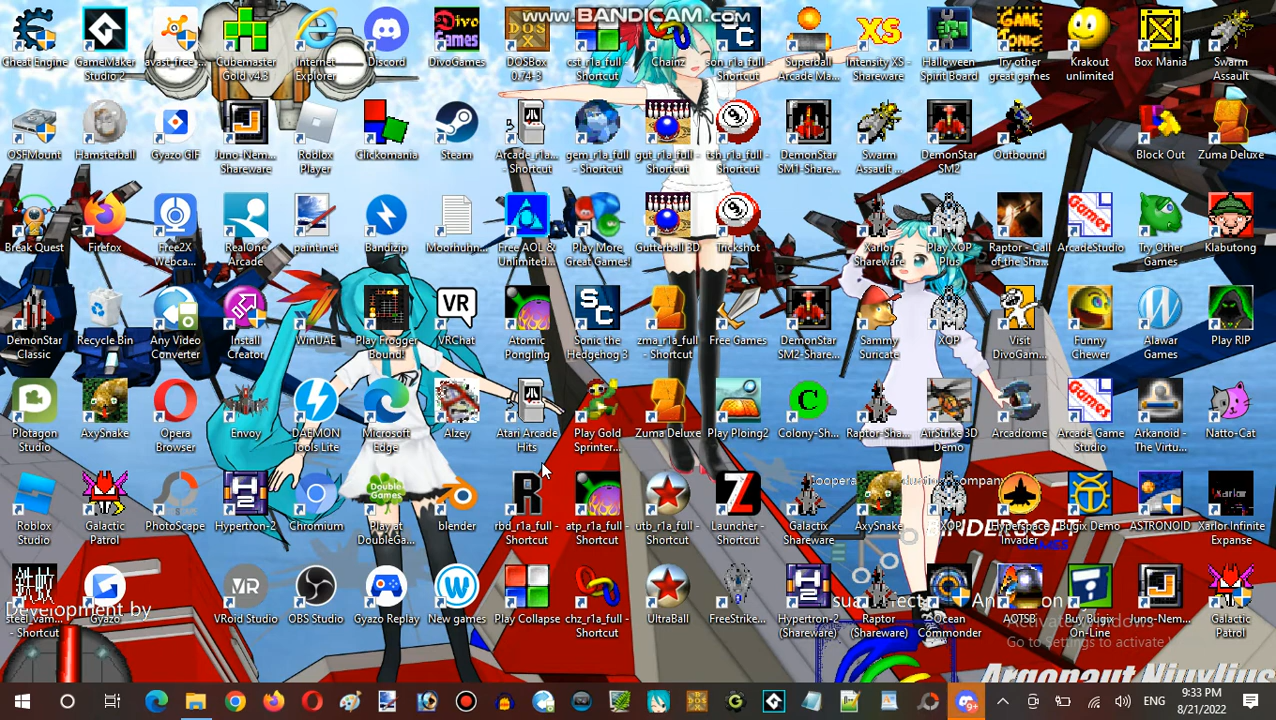 WWW.BANDICAM.COM
Cheat Engine
GameMaker Studio 2
avast_free_...
Cubemaster Gold v4.3
Internet Explorer
Discord
DivoGames
DOSBox 0.74-3
cst_r1a_full - Shortcut
Chainz
son_r1a_full - Shortcut
Superball Arcade Ma...
Intensity XS - Shareware
Halloween Spirit Board
Try other great games
Krakout unlimited
Box Mania
Swarm Assault
OSFMount
Hamsterball
Gyazo GIF
Juno-Nem... Shareware
Roblox Player
Clickomania
Steam
Arcade_r1a... - Shortcut
gem_r1a_full - Shortcut
gut_r1a_full - Shortcut
tsh_r1a_full - Shortcut
DemonStar SM1-Share...
Swarm Assault ...
DemonStar SM2
Outbound
Block Out
Zuma Deluxe
Break Quest
Firefox
Free2X Webca...
RealOne Arcade
paint.net
Bandizip
Moorhuhn...
Free AOL & Unlimited...
Play More Great Games!
Gutterball 3D
Trickshot
Xarlor Shareware
Play XOP Plus
Raptor - Call of the Sha...
ArcadeStudio
Try Other Games
Klabutong
DemonStar Classic
Recycle Bin
Any Video Converter
Install Creator
WinUAE
Play Frogger Bound!
VRChat
Atomic Pongling
Sonic the Hedgehog 3
zma_r1a_full - Shortcut
Free Games
DemonStar SM2-Share...
Sammy Suricate
XOP
Visit DivoGam...
Funny Chewer
Alawar Games
Play RIP
Plotagon Studio
AxySnake
Opera Browser
Envoy
DAEMON Tools Lite
Microsoft Edge
Alzey
Atari Arcade Hits
Play Gold Sprinter...
Zuma Deluxe
Play Ploing2
Colony-Sh...
Raptor-Sha...
AirStrike 3D Demo
Arcadrome
Arcade Game Studio
Arkanoid - The Virtu...
Natto-Cat
Roblox Studio
Galactic Patrol
PhotoScape
Hypertron-2
Chromium
Play at DoubleGa...
blender
rbd_r1a_full - Shortcut
atp_r1a_full - Shortcut
utb_r1a_full - Shortcut
Launcher - Shortcut
Galactix Shareware
AxySnake
XOP
Hyperspace Invader
Bugix Demo
ASTRONOID
Xarlor Infinite Expanse
GAMES
Development by
steel_vam... - Shortcut
Gyazo
VRoid Studio
OBS Studio
Gyazo Replay
New games
Play Collapse
chz_r1a_full - Shortcut
UltraBall
FreeStrike...
Hypertron-2 (Shareware)
Raptor (Shareware)
Ocean Commander
AOTSB
Buy Bugix On-Line
Juno-Nem...
Galactic Patrol
Activate Windows
Go to Settings to activate
ENG
9:33 PM
8/21/2022